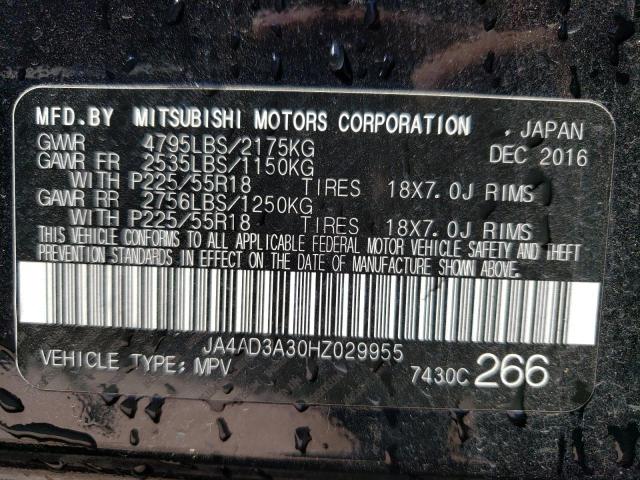 MFD.BY MITSUBISHI MOTORS CORPORATION , JAPAN
GVWR 4795LBS/2175KG DEC 2016
GAWR FR 2535LBS/1150KG
WITH P225/55R18 TIRES 18X7.0J RIMS
GAWR RR 2756LBS/1250KG
WITH P225/55R18 TIRES 18X7.0J RIMS
THIS VEHICLE CONFORMS TO ALL APPLICABLE FEDERAL MOTOR VEHICLE SAFETY AND THEFT
PREVENTION STANDARDS IN EFFECT ON THE DATE OF MANUFACTURE SHOWN ABOVE.
JA4AD3A30HZ029955
VEHICLE TYPE: MPV 7430C 266